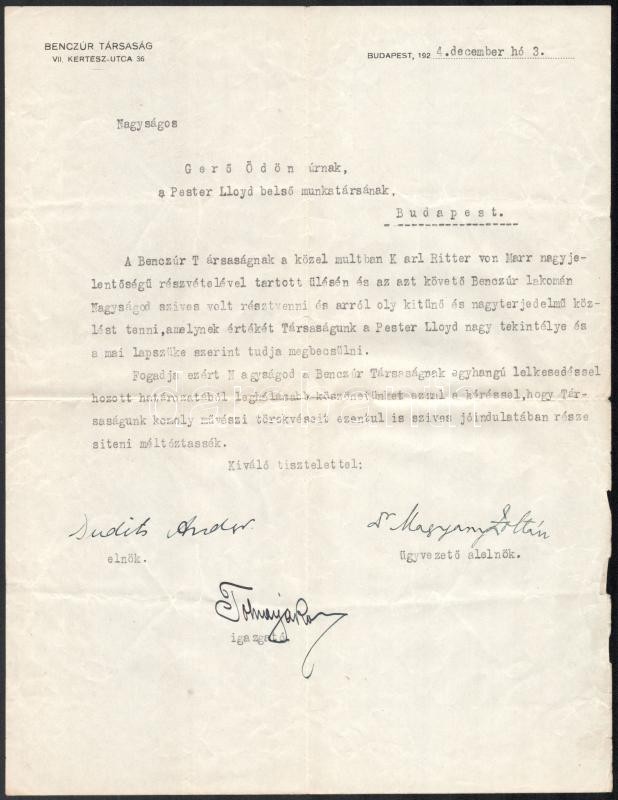 BENCZÚR TÁRSASÁG
VII. KERTÉSZ-UTCA 36
BUDAPEST, 192 4.december hó 3.
Nagyságos
Gerő Ödön úrnak,
a Pester Lloyd belső munkatársának,
Budapest.
A Benczúr T ársaságnak a közel multban K arl Ritter von Marr nagyje-
lentőségű részvételével tartott ülésén és az azt követő Benczúr lakomán
Nagyságod szives volt résztvenni és arról oly kitünő és nagyterjedelmű köz-
lést tenni,amelynek értékét Társaságunk a Pester Lloyd nagy tekintélye és
a mai lapszüke szerint tudja megbecsülni.
Fogadja ezért N agyságod a Benczúr Társaságnak egyhangú lelkesedéssel
hozott határozatából leghálásabb köszönetünket azzal a kéréssel,hogy Tár-
saságunk komoly művészi törekvéseit ezentul is szives jóindulatában része
siteni méltóztassék.
Kiváló tisztelettel:
Dudits Andor
Dr Magyary Zoltán
elnök.
ügyvezető alelnök.
igazgató.